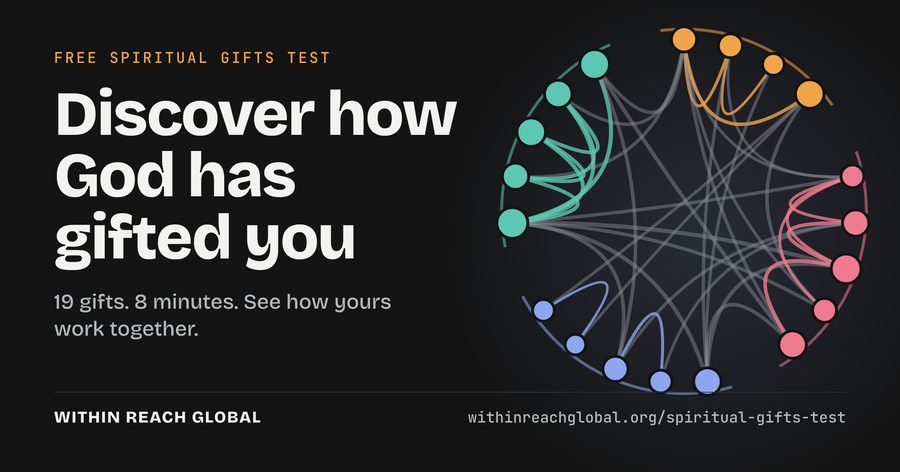 FREE SPIRITUAL GIFTS TEST
Discover how
God has
gifted you
19 gifts. 8 minutes. See how yours
work together.
WITHIN REACH GLOBAL
withinreachglobal.org/spiritual-gifts-test